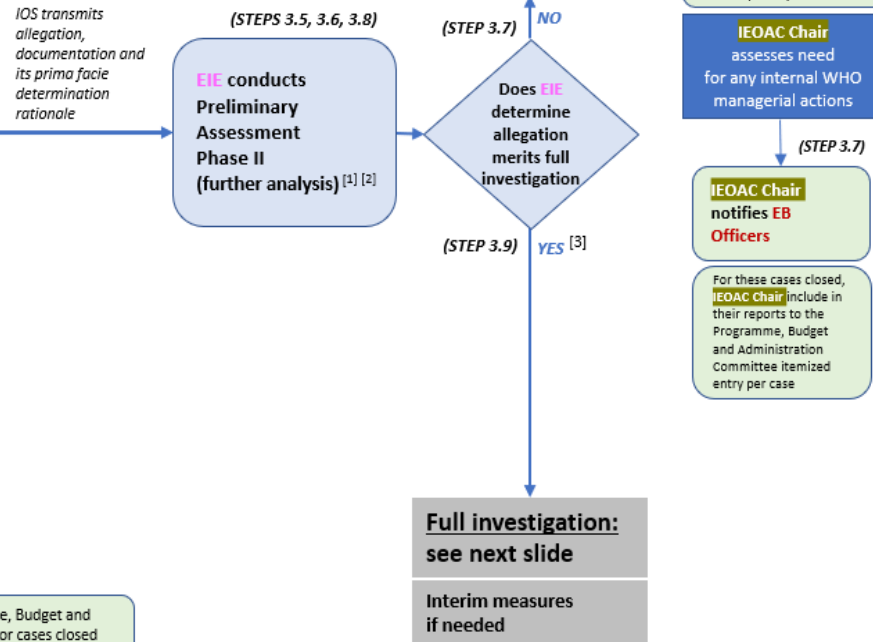 IOS transmits
allegation,
documentation and
its prima facie
determination
rationale
(STEPS 3.5, 3.6, 3.8)
EIE conducts
Preliminary
Assessment
Phase II
(further analysis) [1] [2]
(STEP 3.7)
NO
Does EIE
determine
allegation
merits full
investigation
(STEP 3.9)
YES [3]
Full investigation:
see next slide
Interim measures
if needed
IEOAC Chair
assesses need
for any internal WHO
managerial actions
(STEP 3.7)
IEOAC Chair
notifies EB
Officers
For these cases closed,
IEOAC Chair include in
their reports to the
Programme, Budget
and Administration
Committee itemized
entry per case
e, Budget and
or cases closed